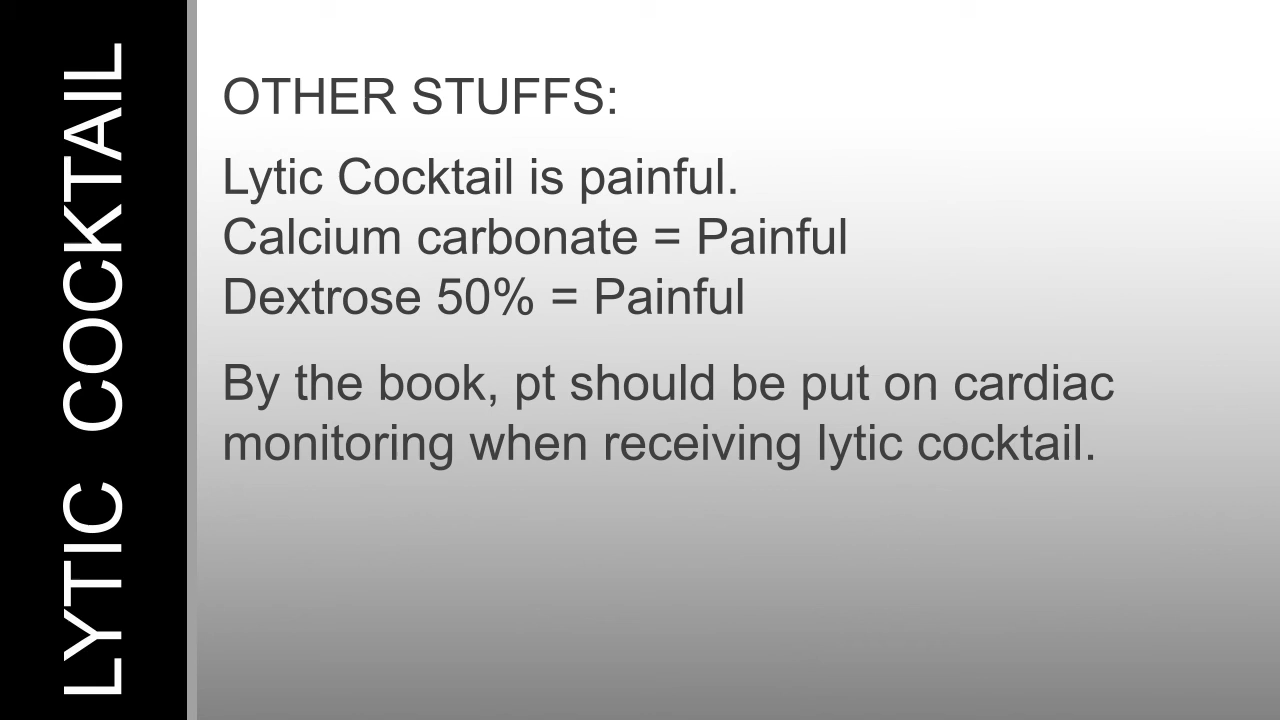 LYTIC COCKTAIL
OTHER STUFFS:
Lytic Cocktail is painful.
Calcium carbonate = Painful
Dextrose 50% = Painful
By the book, pt should be put on cardiac
monitoring when receiving lytic cocktail.